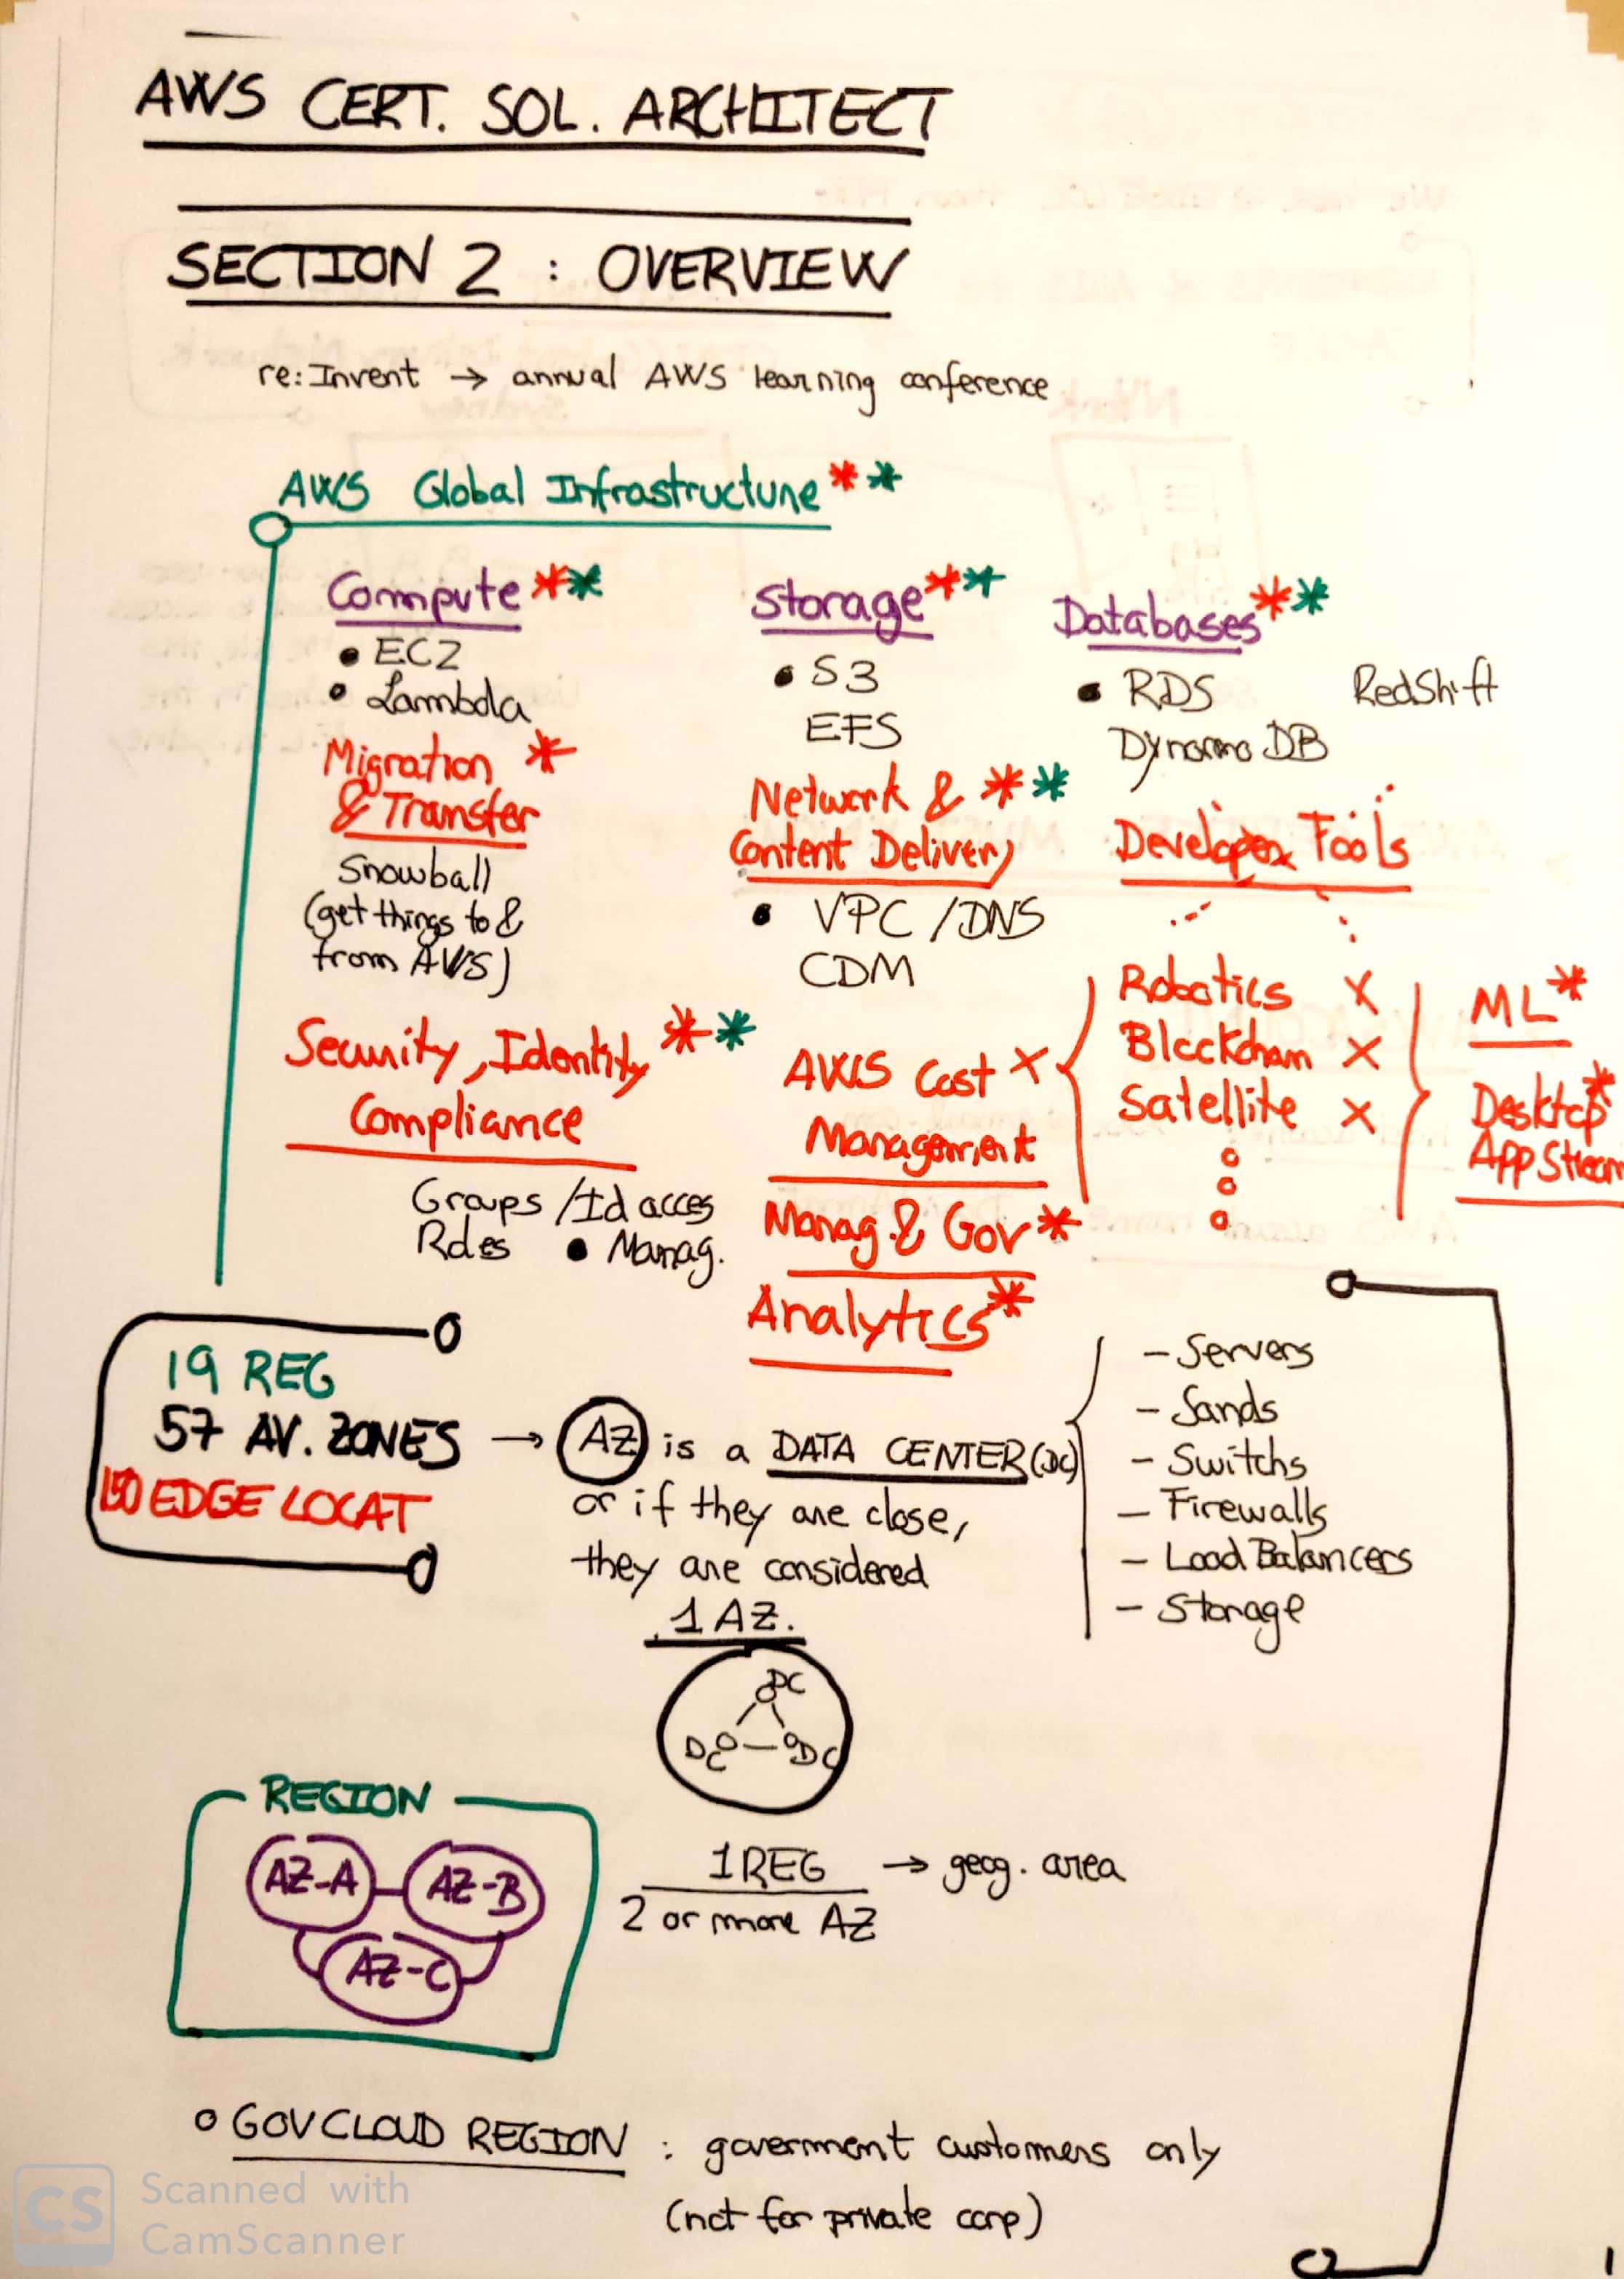 AWS CERT. SOL. ARCHITECT
SECTION 2 : OVERVIEW
re:Invent → annual AWS learning conference
AWS Global Infrastructure **
Compute **
• EC2
• Lambda
Storage **
• S3
EFS
Databases **
• RDS RedShift
Dynamo DB
Migration *
& Transfer
Snowball
(get things to &
from AWS)
Network & **
Content Delivery
• VPC / DNS
CDM
Developer Tools
Security, Identity **
Compliance
Groups / Id acces
Roles • Manag.
AWS Cost X
Management
Robotics X
Blockchain X
Satellite X
ML *
Desktop *
App Stream
Manag & Gov *
Analytics *
19 REG
57 AV. ZONES → AZ is a DATA CENTER (DC)
150 EDGE LOCAT
or if they are close,
they are considered
1 AZ.
- Servers
- Sands
- Switchs
- Firewalls
- Load Balancers
- Storage
DC
DC DC
REGION
AZ-A AZ-B
AZ-C
1 REG → geog. area
2 or more AZ
GOVCLOUD REGION : government customers only
(not for private corp)
1
CS Scanned with
CamScanner